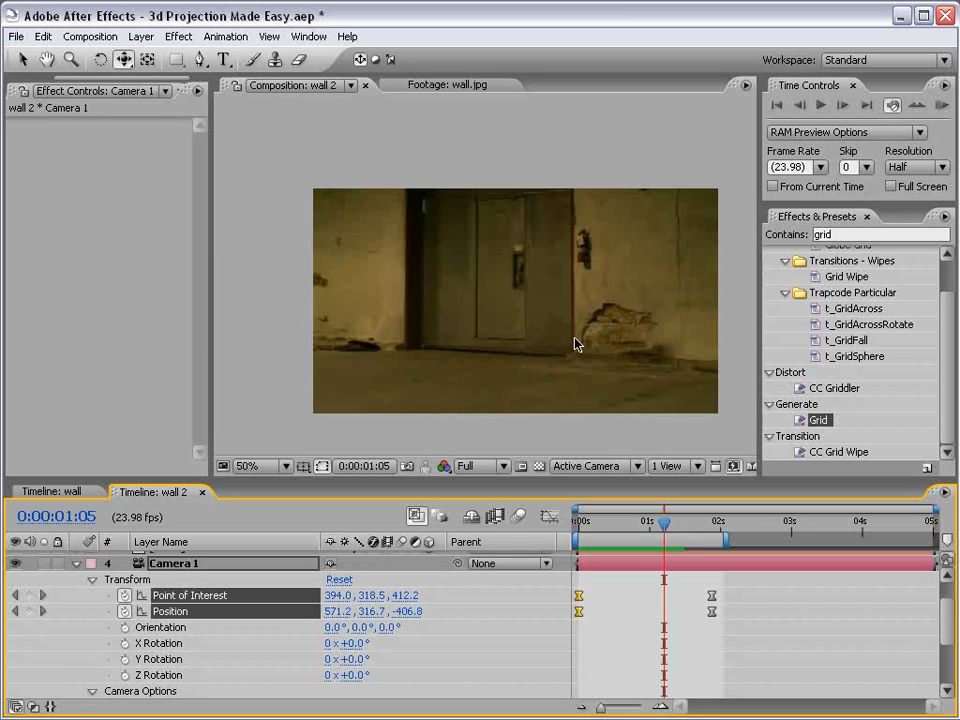 Adobe After Effects - 3d Projection Made Easy.aep *
File Edit Composition Layer Effect Animation View Window Help
Workspace: Standard
Effect Controls: Camera 1
wall 2 * Camera 1
Composition: wall 2
Footage: wall.jpg
Time Controls
RAM Preview Options
Frame Rate Skip Resolution
(23.98) 0 Half
From Current Time Full Screen
Effects & Presets
Contains: grid
Transitions - Wipes
Grid Wipe
Trapcode Particular
t_GridAcross
t_GridAcrossRotate
t_GridFall
t_GridSphere
Distort
CC Griddler
Generate
Grid
Transition
CC Grid Wipe
50% 0:00:01:05 Full Active Camera 1 View
Timeline: wall Timeline: wall 2
0:00:01:05 (23.98 fps)
# Layer Name Parent
:00s 01s 02s 03s 04s 05s
4 Camera 1 None
Transform Reset
Point of Interest 394.0, 318.5, 412.2
Position 571.2, 316.7, -406.8
Orientation 0.0°, 0.0°, 0.0°
X Rotation 0 x +0.0°
Y Rotation 0 x +0.0°
Z Rotation 0 x +0.0°
Camera Options